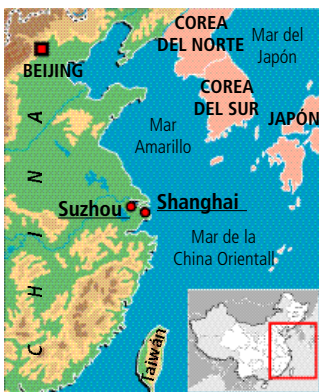 COREA
DEL NORTE
Mar del
Japón
BEIJING
COREA
DEL SUR
JAPÓN
Mar
Amarillo
CHINA
Suzhou
Shanghai
Mar de la
China Orientall
Taiwán